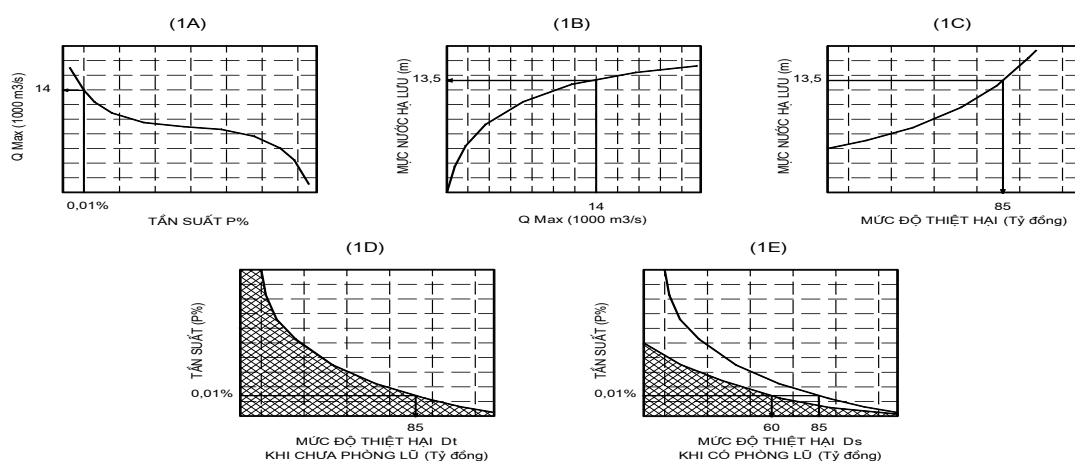 (1A)
(1B)
(1C)
Q Max (1000 m3/s)
14
0,01%
TẦN SUẤT P%
MỰC NƯỚC HẠ LƯU (m)
13,5
14
Q Max (1000 m3/s)
MỰC NƯỚC HẠ LƯU (m)
13,5
85
MỨC ĐỘ THIỆT HẠI (Tỷ đồng)
(1D)
(1E)
TẦN SUẤT (P%)
0,01%
85
MỨC ĐỘ THIỆT HẠI Dt
KHI CHƯA PHÒNG LŨ (Tỷ đồng)
TẦN SUẤT (P%)
0,01%
60
85
MỨC ĐỘ THIỆT HẠI Ds
KHI CÓ PHÒNG LŨ (Tỷ đồng)